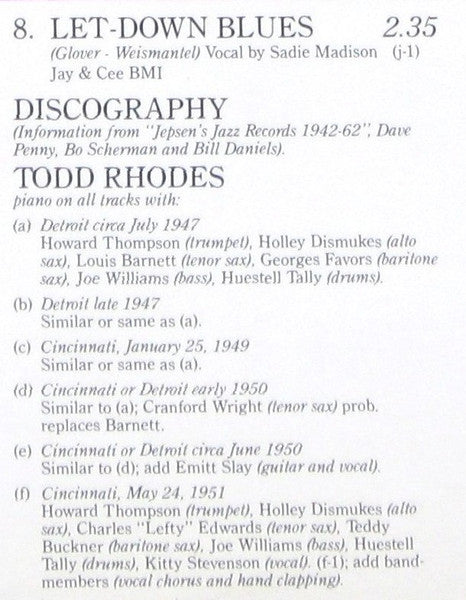 8. LET-DOWN BLUES 2.35
(Glover - Weismantel) Vocal by Sadie Madison (j-1)
Jay & Cee BMI
DISCOGRAPHY
(Information from "Jepsen's Jazz Records 1942-62", Dave
Penny, Bo Scherman and Bill Daniels).
TODD RHODES
piano on all tracks with:
(a) Detroit circa July 1947
Howard Thompson (trumpet), Holley Dismukes (alto
sax), Louis Barnett (tenor sax), Georges Favors (baritone
sax), Joe Williams (bass), Huestell Tally (drums).
(b) Detroit late 1947
Similar or same as (a).
(c) Cincinnati, January 25, 1949
Similar or same as (a).
(d) Cincinnati or Detroit early 1950
Similar to (a); Cranford Wright (tenor sax) prob.
replaces Barnett.
(e) Cincinnati or Detroit circa June 1950
Similar to (d); add Emitt Slay (guitar and vocal).
(f) Cincinnati, May 24, 1951
Howard Thompson (trumpet), Holley Dismukes (alto
sax), Charles "Lefty" Edwards (tenor sax), Teddy
Buckner (baritone sax), Joe Williams (bass), Huestell
Tally (drums), Kitty Stevenson (vocal). (f-1); add band-
members (vocal chorus and hand clapping).